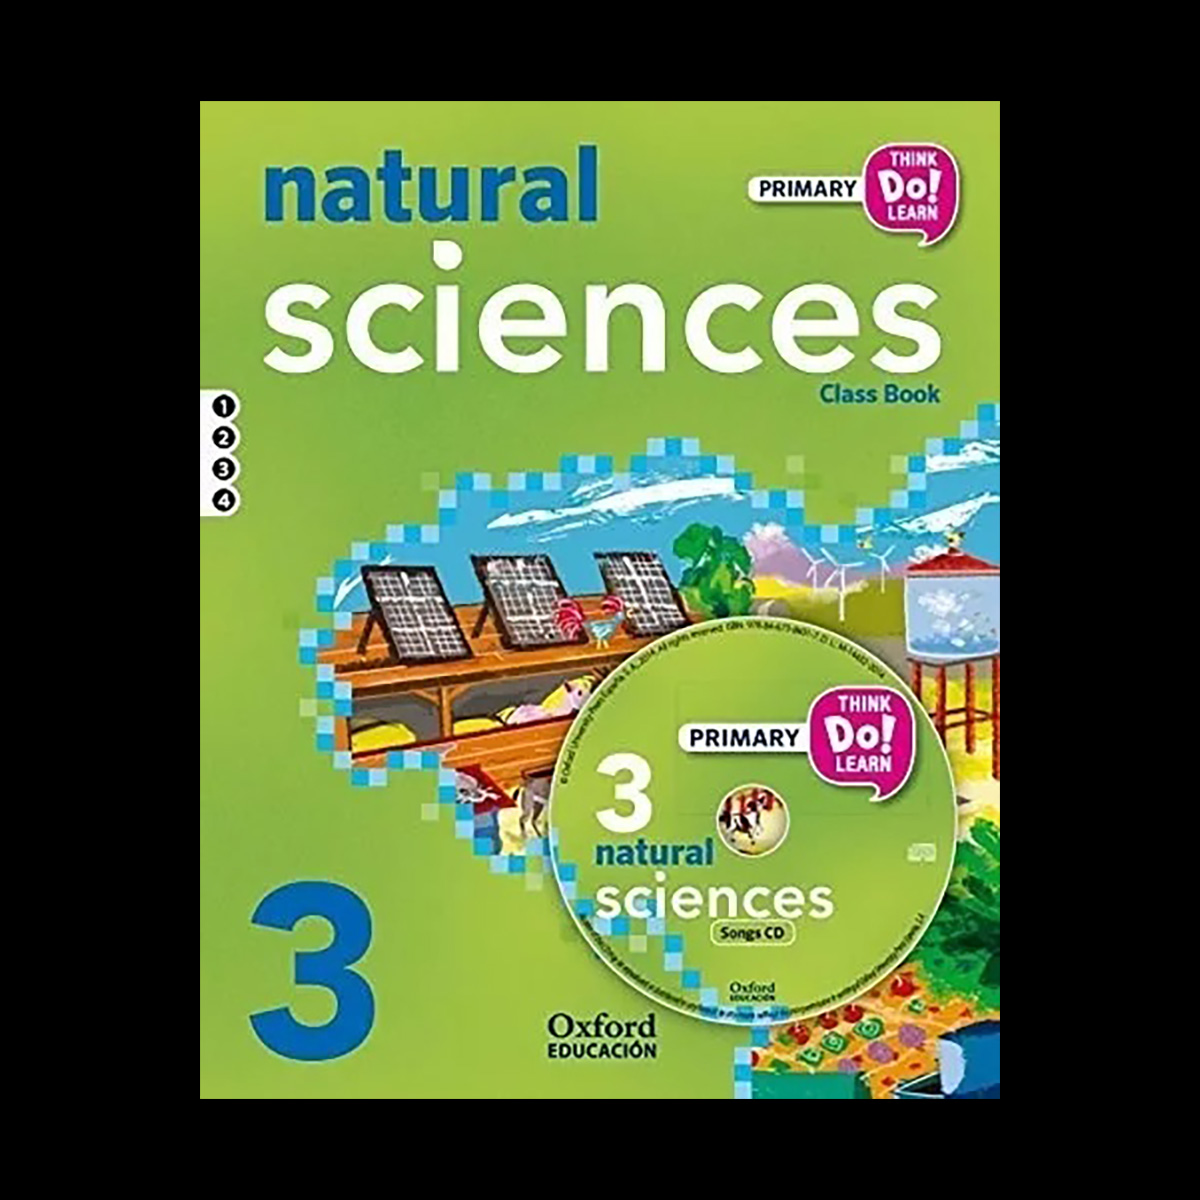 natural
sciences
Class Book
PRIMARY
THINK
Do!
LEARN
1
2
3
4
3
Oxford
EDUCACIÓN
PRIMARY
THINK
Do!
LEARN
3
natural
sciences
Songs CD
Oxford
EDUCACIÓN